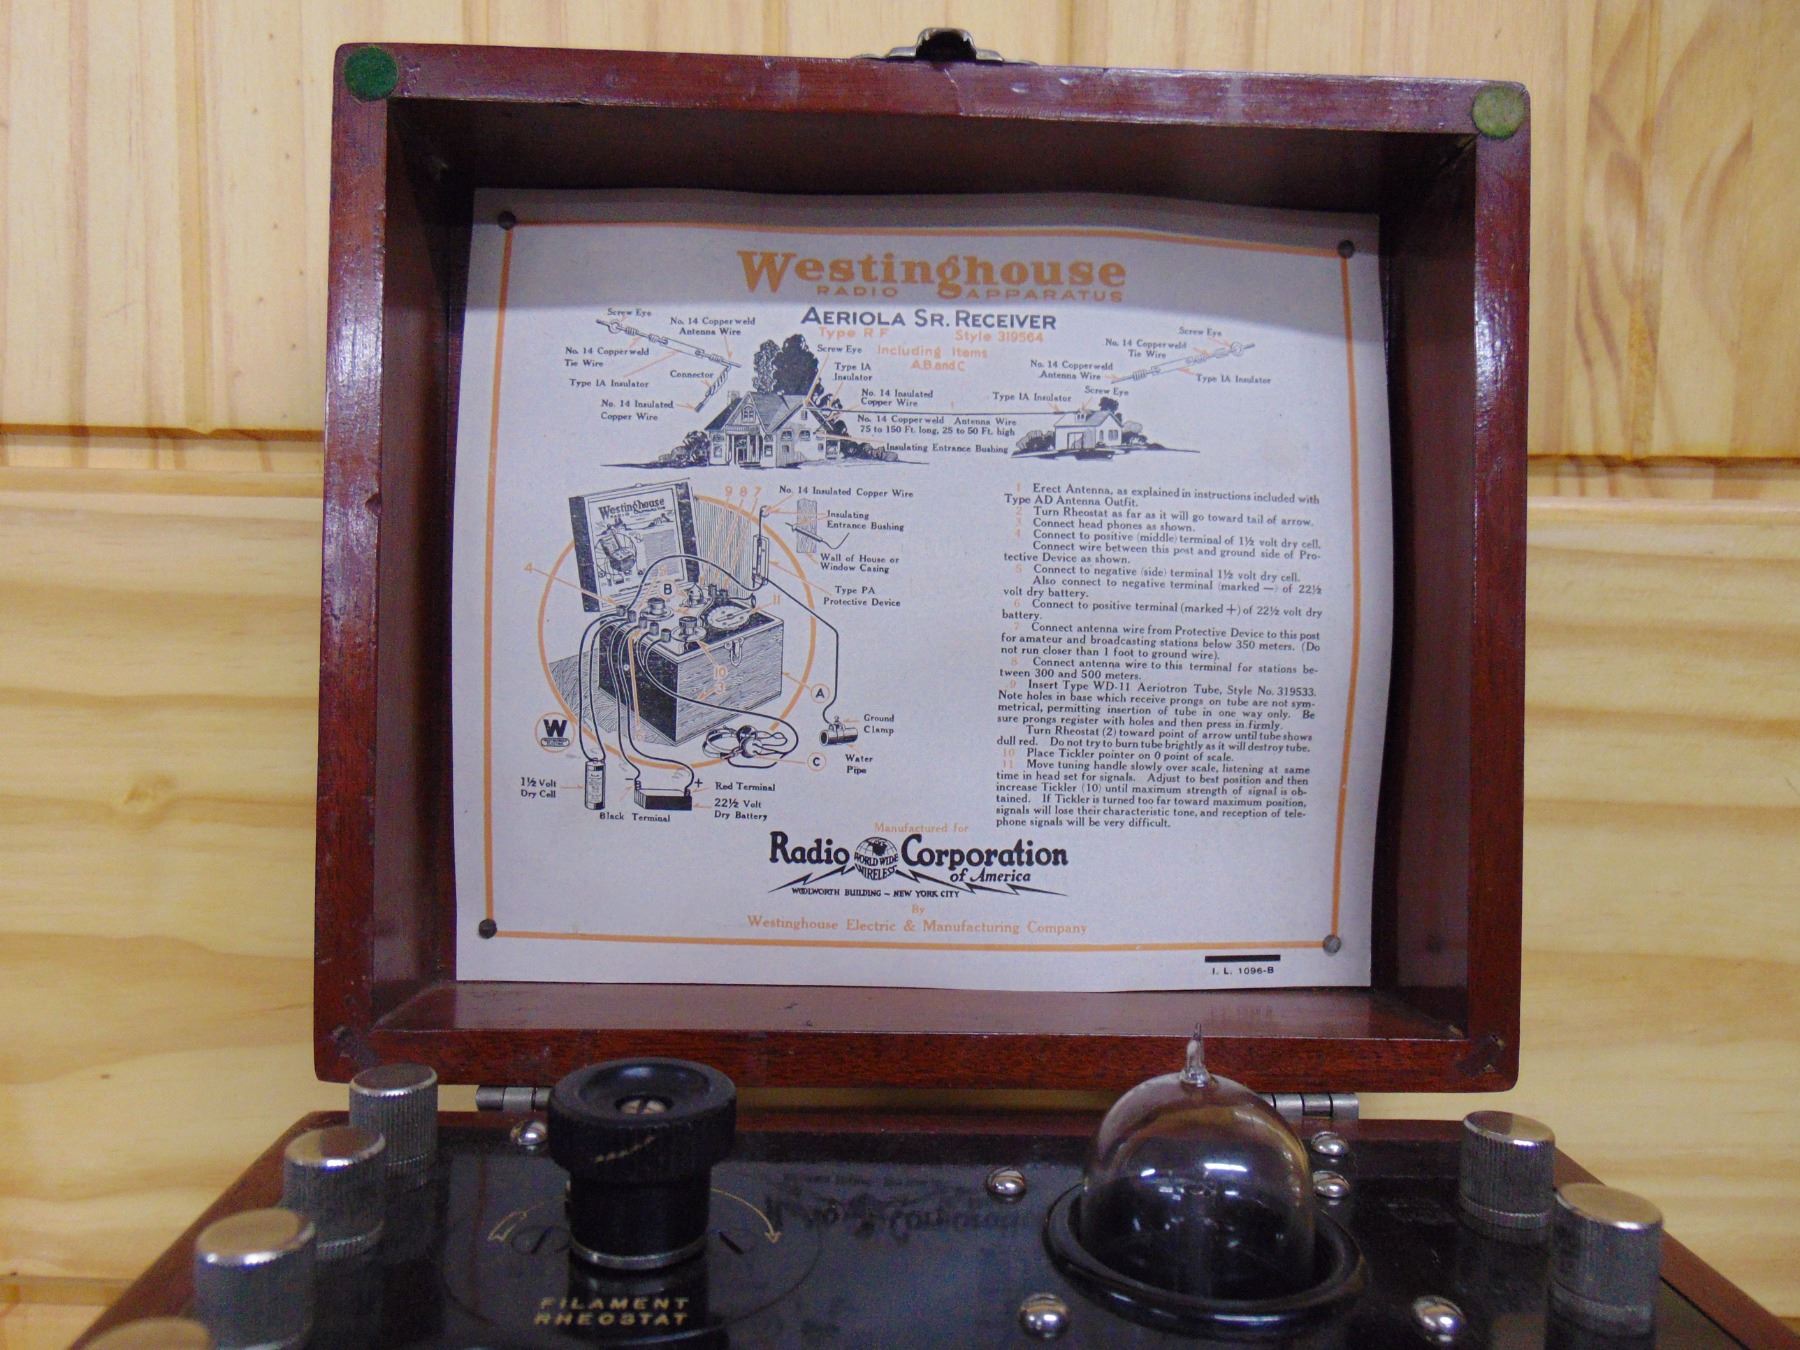 Westinghouse
RADIO APPARATUS
AERIOLA SR. RECEIVER
Type R F Style 319564
Including Items
A.B. and C
Screw Eye
No. 14 Copperweld
Antenna Wire
No. 14 Copperweld
Tie Wire
Type IA Insulator
Connector
No. 14 Insulated
Copper Wire
Screw Eye
Type IA
Insulator
No. 14 Insulated
Copper Wire
No. 14 Copperweld Antenna Wire
75 to 150 Ft. long, 25 to 50 Ft. high
Insulating Entrance Bushing
Type IA Insulator
Screw Eye
Screw Eye
No. 14 Copperweld
Tie Wire
No. 14 Copperweld
Antenna Wire
Type IA Insulator
9 8 7
No. 14 Insulated Copper Wire
Insulating
Entrance Bushing
Wall of House or
Window Casing
Type PA
Protective Device
Westinghouse
RADIO APPARATUS
4
B
11
10
3
A
2
Ground
Clamp
Water
Pipe
C
W
1½ Volt
Dry Cell
−
+
Red Terminal
22½ Volt
Dry Battery
Black Terminal
1 Erect Antenna, as explained in instructions included with
Type AD Antenna Outfit.
2 Turn Rheostat as far as it will go toward tail of arrow.
3 Connect head phones as shown.
4 Connect to positive (middle) terminal of 1½ volt dry cell.
Connect wire between this post and ground side of Pro-
tective Device as shown.
5 Connect to negative (side) terminal 1½ volt dry cell.
Also connect to negative terminal (marked —) of 22½
volt dry battery.
6 Connect to positive terminal (marked +) of 22½ volt dry
battery.
7 Connect antenna wire from Protective Device to this post
for amateur and broadcasting stations below 350 meters. (Do
not run closer than 1 foot to ground wire).
8 Connect antenna wire to this terminal for stations be-
tween 300 and 500 meters.
9 Insert Type WD-11 Aeriotron Tube, Style No. 319533.
Note holes in base which receive prongs on tube are not sym-
metrical, permitting insertion of tube in one way only. Be
sure prongs register with holes and then press in firmly.
Turn Rheostat (2) toward point of arrow until tube shows
dull red. Do not try to burn tube brightly as it will destroy tube.
10 Place Tickler pointer on 0 point of scale.
11 Move tuning handle slowly over scale, listening at same
time in head set for signals. Adjust to best position and then
increase Tickler (10) until maximum strength of signal is ob-
tained. If Tickler is turned too far toward maximum position,
signals will lose their characteristic tone, and reception of tele-
phone signals will be very difficult.
Manufactured for
Radio Corporation
WORLD WIDE
WIRELESS
of America
WOOLWORTH BUILDING ~ NEW YORK CITY
By
Westinghouse Electric & Manufacturing Company
I. L. 1096-B
FILAMENT
RHEOSTAT